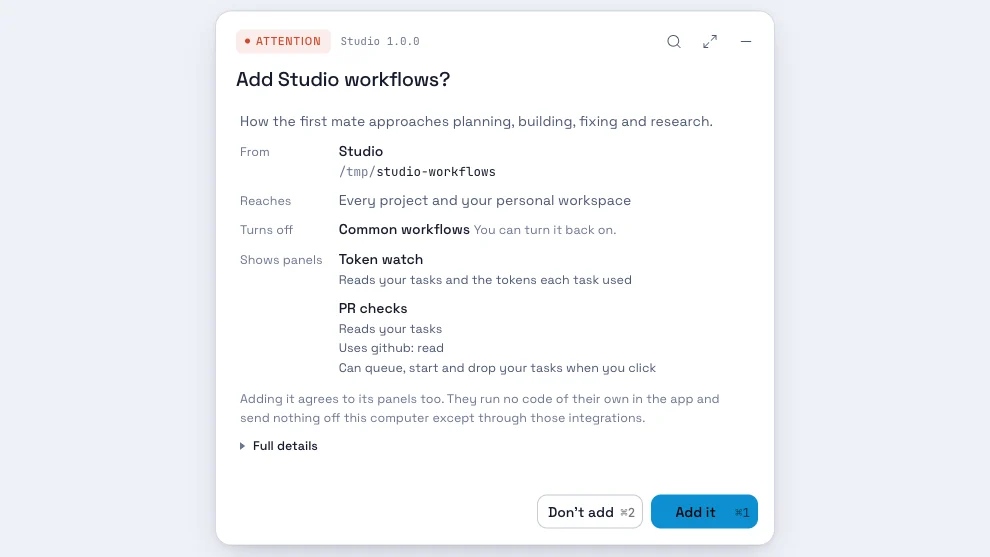 ATTENTION Studio 1.0.0
Add Studio workflows?
How the first mate approaches planning, building, fixing and research.
From Studio
/tmp/studio-workflows
Reaches Every project and your personal workspace
Turns off Common workflows You can turn it back on.
Shows panels Token watch
Reads your tasks and the tokens each task used
PR checks
Reads your tasks
Uses github: read
Can queue, start and drop your tasks when you click
Adding it agrees to its panels too. They run no code of their own in the app and
send nothing off this computer except through those integrations.
Full details
Don't add ⌘2 Add it ⌘1